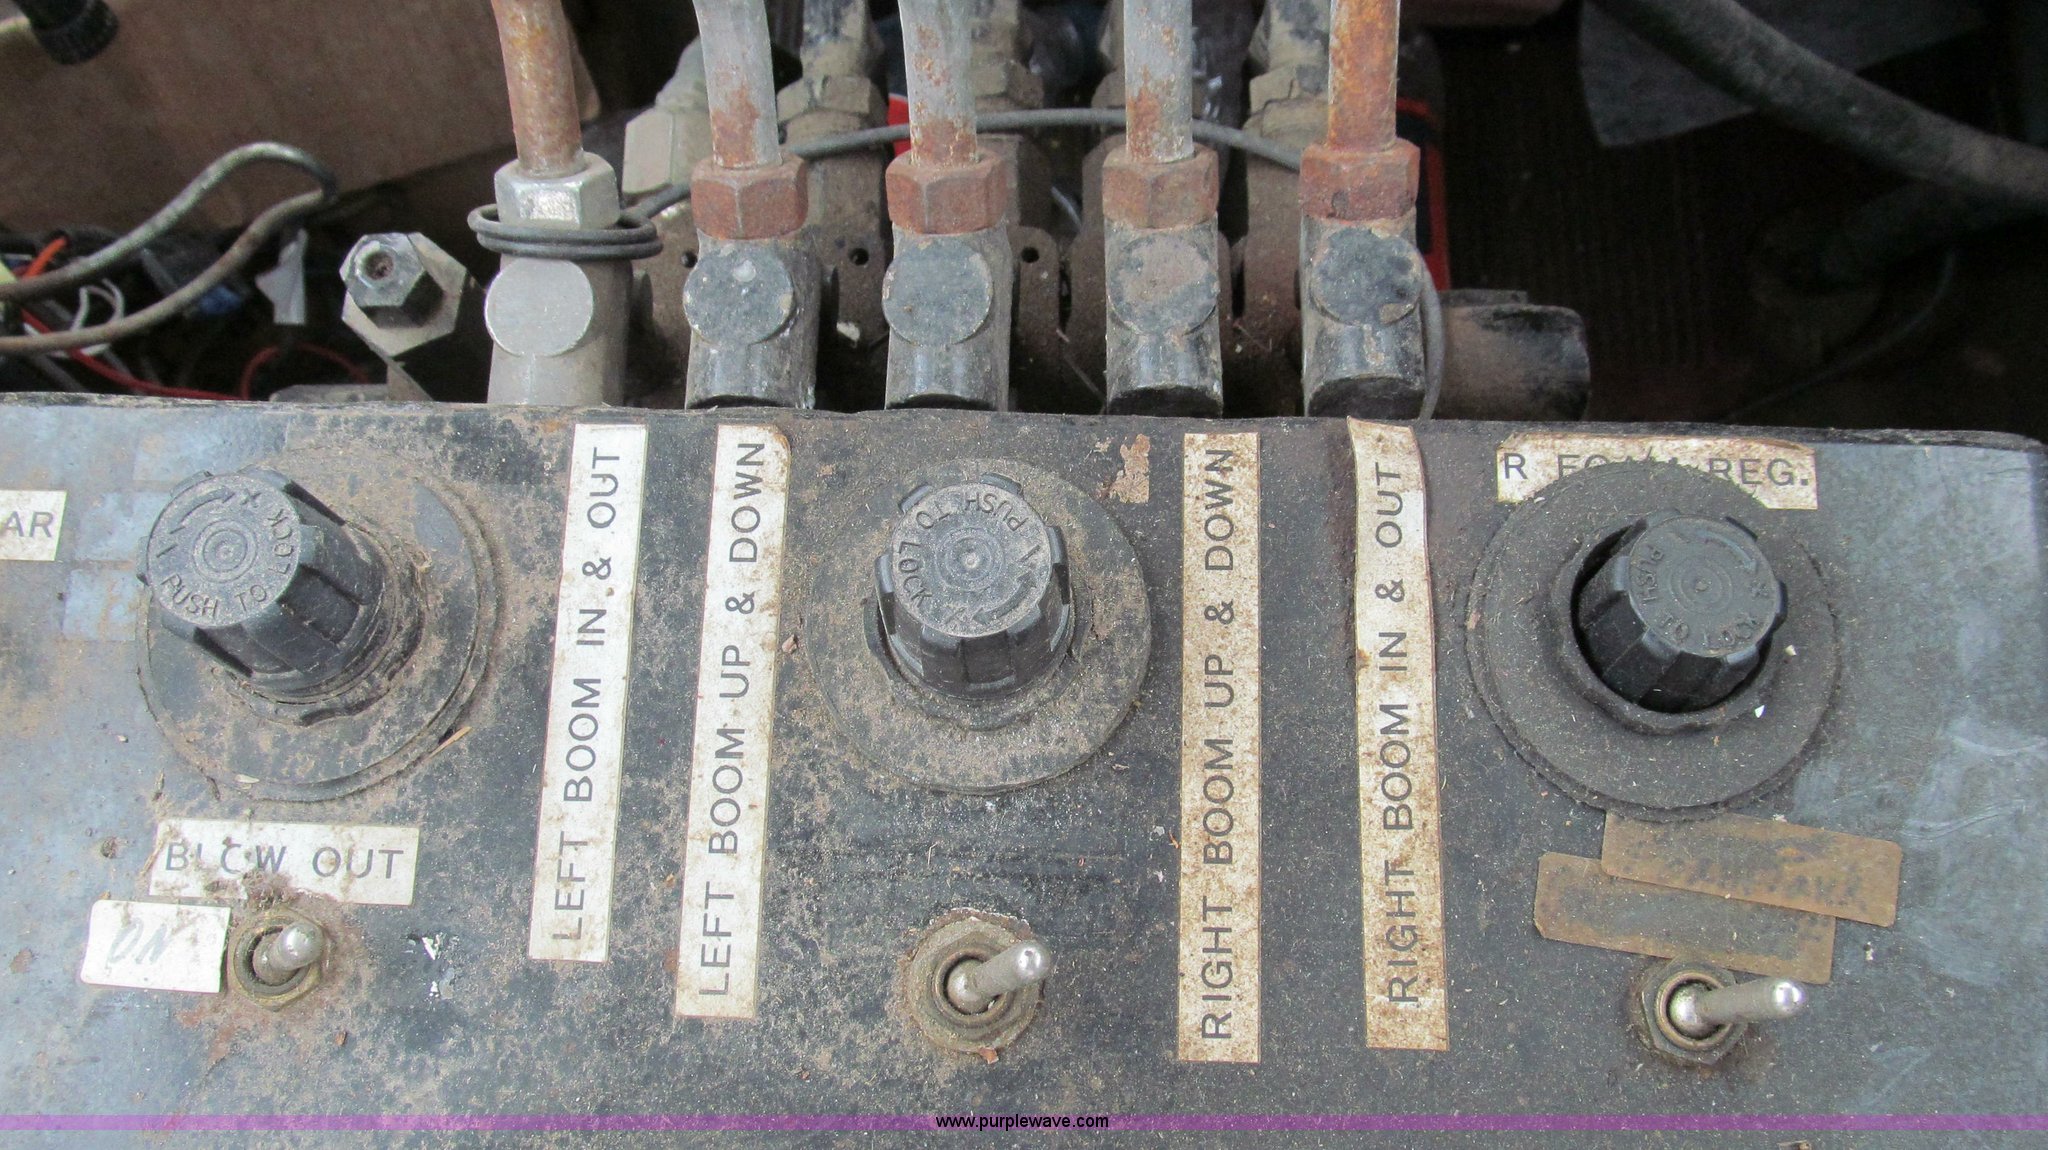 AR
PUSH TO LOCK
BLOW OUT
ON
LEFT BOOM IN & OUT
LEFT BOOM UP & DOWN
PUSH TO LOCK
RIGHT BOOM UP & DOWN
RIGHT BOOM IN & OUT
R FOAM REG.
PUSH TO LOCK
www.purplewave.com